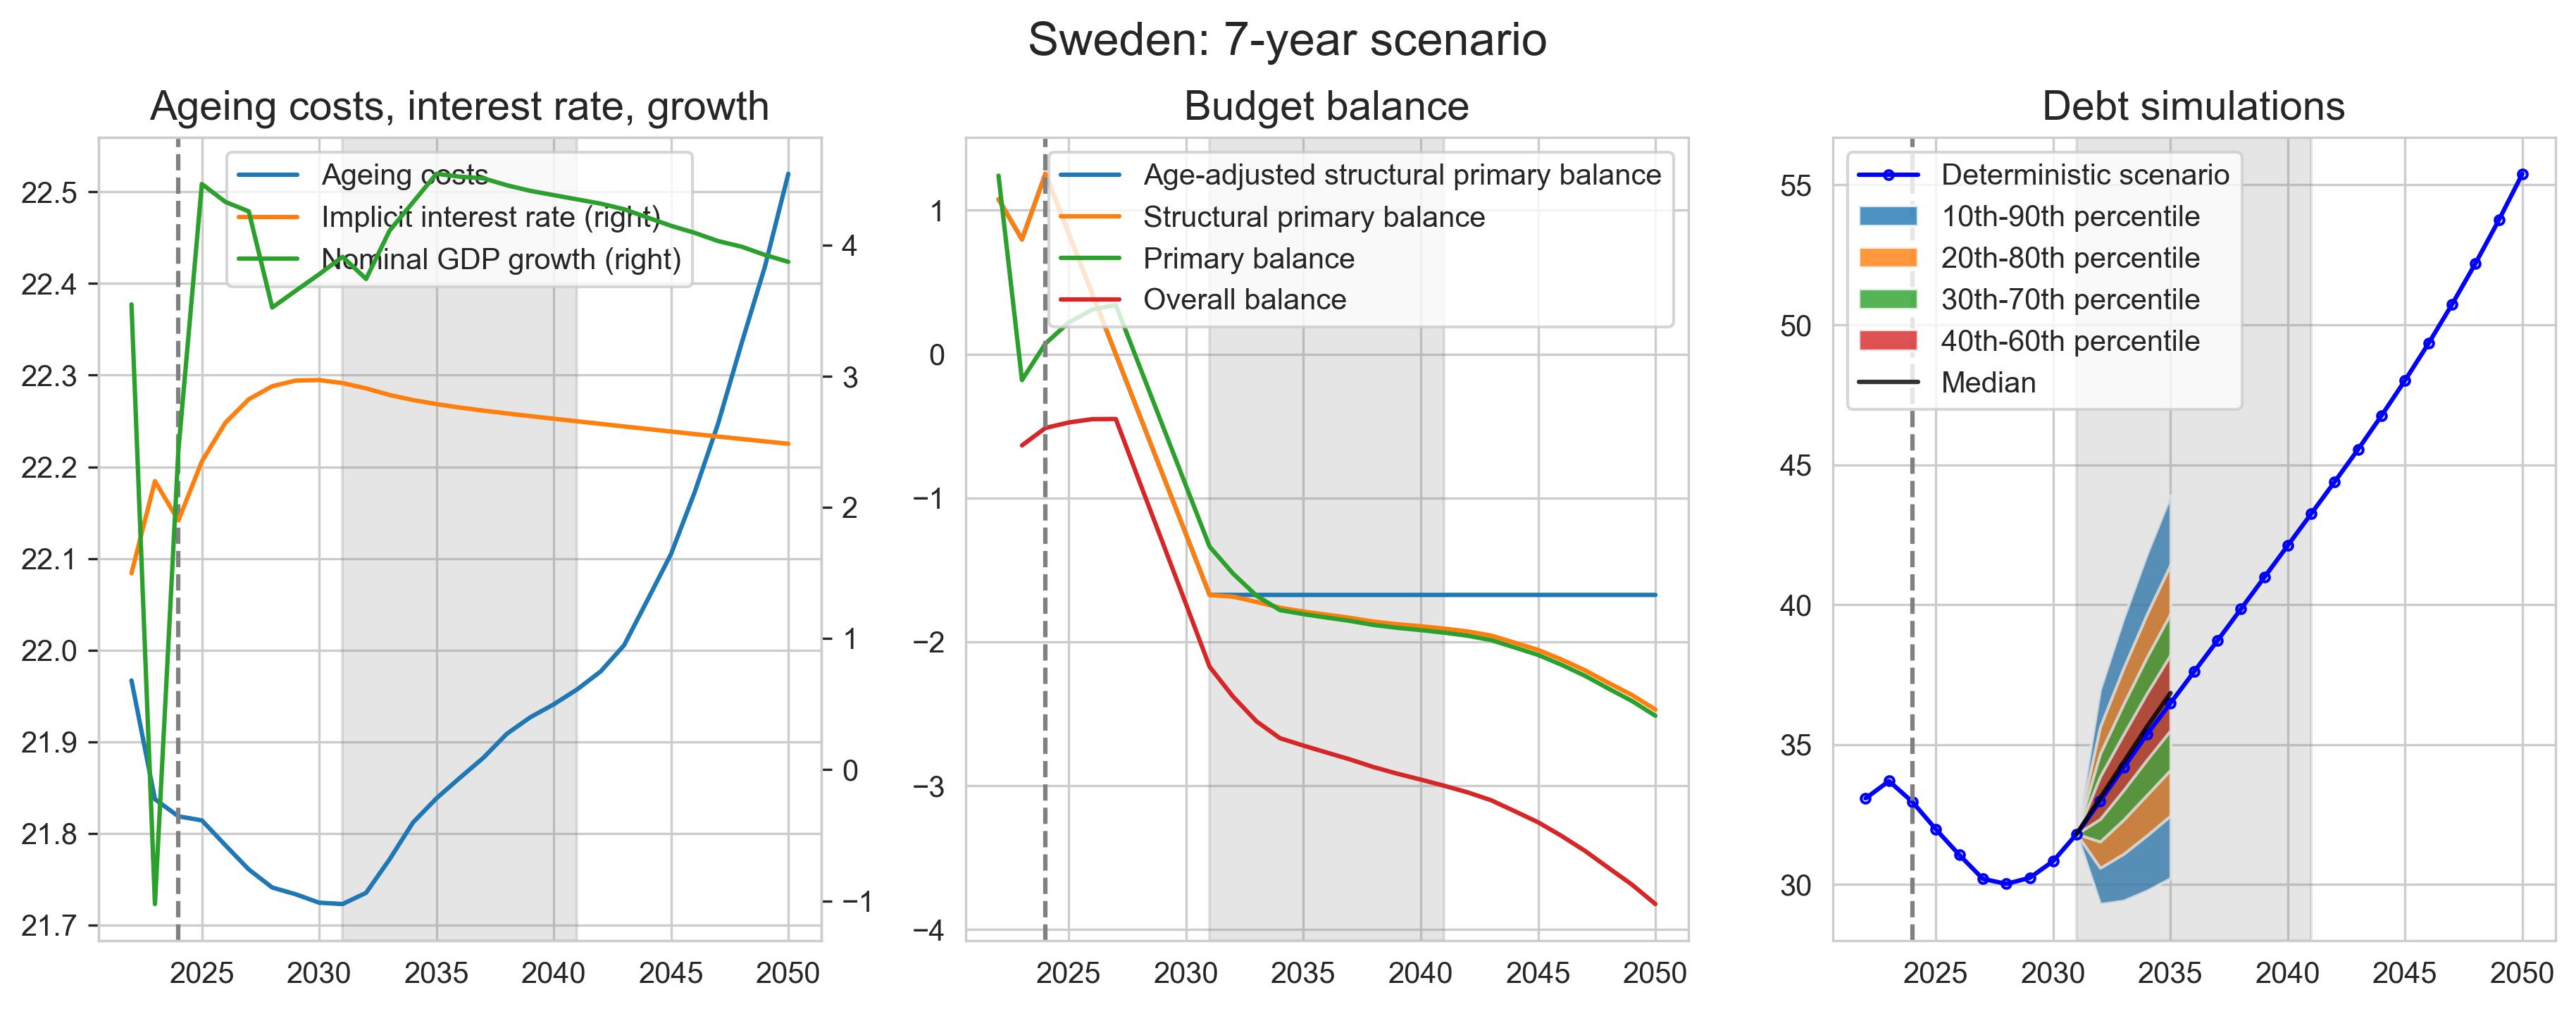 Sweden: 7-year scenario
Ageing costs, interest rate, growth
Ageing costs
Implicit interest rate (right)
Nominal GDP growth (right)
22.5
22.4
22.3
22.2
22.1
22.0
21.9
21.8
21.7
4
3
2
1
0
−1
2025 2030 2035 2040 2045 2050
Budget balance
Age-adjusted structural primary balance
Structural primary balance
Primary balance
Overall balance
1
0
−1
−2
−3
−4
2025 2030 2035 2040 2045 2050
Debt simulations
Deterministic scenario
10th-90th percentile
20th-80th percentile
30th-70th percentile
40th-60th percentile
Median
55
50
45
40
35
30
2025 2030 2035 2040 2045 2050